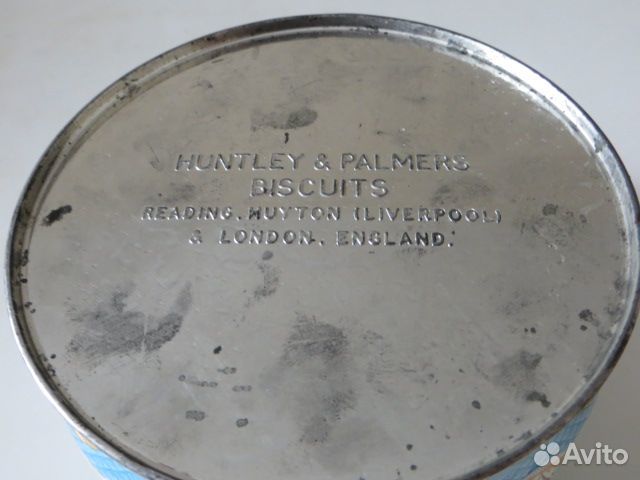 HUNTLEY & PALMERS
BISCUITS
READING. HUYTON (LIVERPOOL)
& LONDON. ENGLAND.
Avito